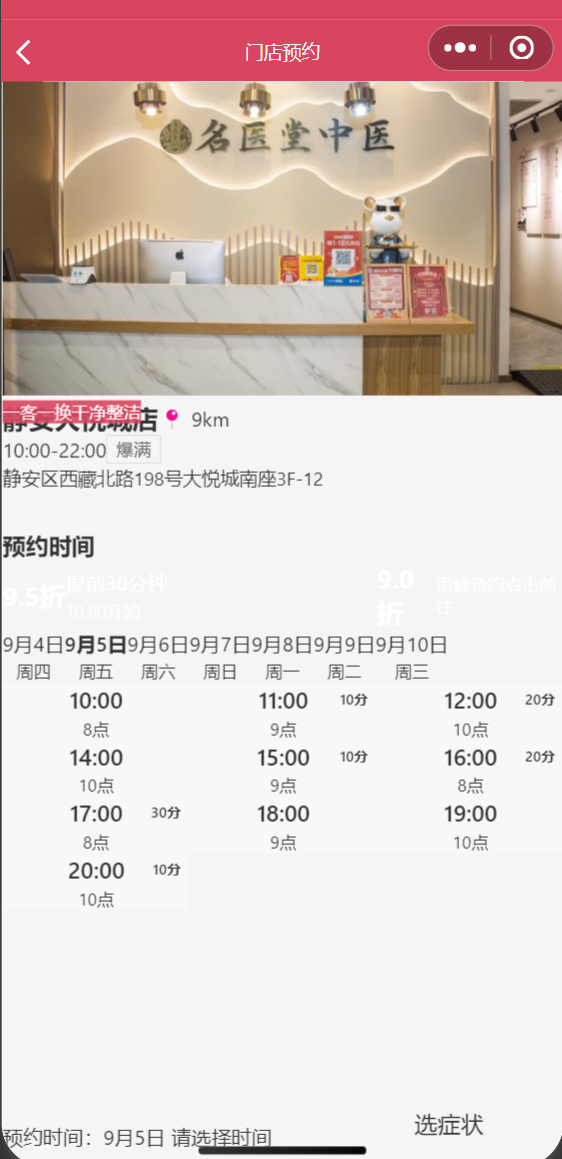 门店预约
名医堂中医
一客一换干净整洁
静安大悦城店 9km
10:00-22:00 爆满
静安区西藏北路198号大悦城南座3F-12
预约时间
9.5折 提前30分钟 10:00开始
9.0折 错峰预约点击前往
9月4日 9月5日 9月6日 9月7日 9月8日 9月9日 9月10日
周四 周五 周六 周日 周一 周二 周三
10:00 11:00 10分 12:00 20分
8点 9点 10点
14:00 15:00 10分 16:00 20分
10点 9点 8点
17:00 30分 18:00 19:00
8点 9点 10点
20:00 10分
10点
选症状
预约时间：9月5日 请选择时间